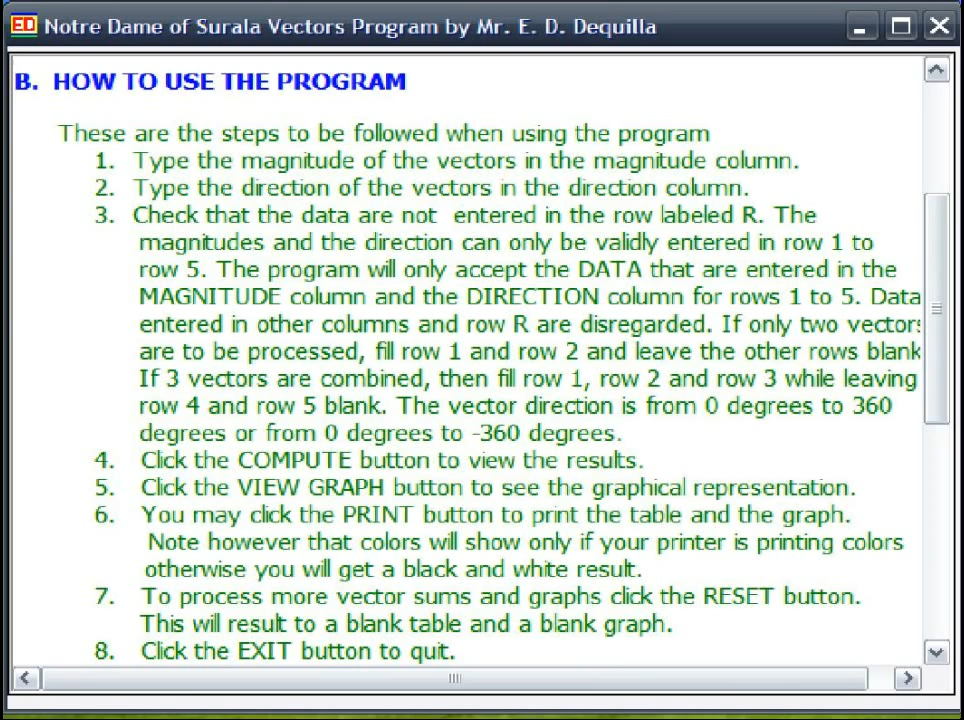 ED Notre Dame of Surala Vectors Program by Mr. E. D. Dequilla
B. HOW TO USE THE PROGRAM
These are the steps to be followed when using the program
1. Type the magnitude of the vectors in the magnitude column.
2. Type the direction of the vectors in the direction column.
3. Check that the data are not entered in the row labeled R. The
magnitudes and the direction can only be validly entered in row 1 to
row 5. The program will only accept the DATA that are entered in the
MAGNITUDE column and the DIRECTION column for rows 1 to 5. Data
entered in other columns and row R are disregarded. If only two vectors
are to be processed, fill row 1 and row 2 and leave the other rows blank
If 3 vectors are combined, then fill row 1, row 2 and row 3 while leaving
row 4 and row 5 blank. The vector direction is from 0 degrees to 360
degrees or from 0 degrees to -360 degrees.
4. Click the COMPUTE button to view the results.
5. Click the VIEW GRAPH button to see the graphical representation.
6. You may click the PRINT button to print the table and the graph.
Note however that colors will show only if your printer is printing colors
otherwise you will get a black and white result.
7. To process more vector sums and graphs click the RESET button.
This will result to a blank table and a blank graph.
8. Click the EXIT button to quit.